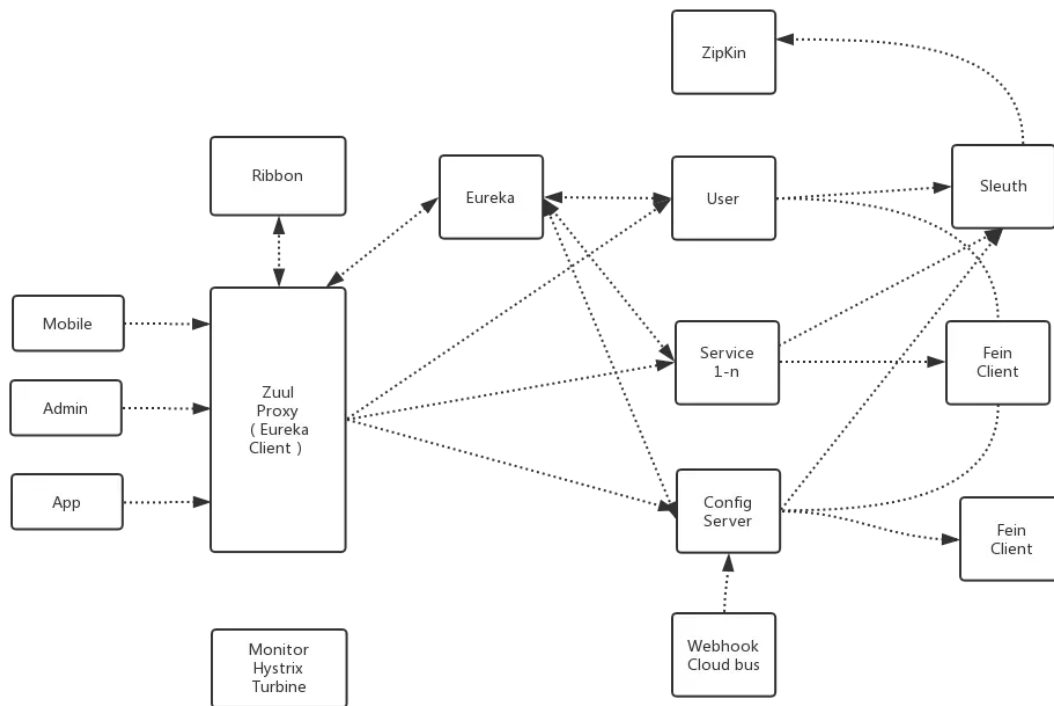 ZipKin
Ribbon
Eureka
User
Sleuth
Mobile
Admin
App
Zuul
Proxy
( Eureka
Client )
Service
1-n
Fein
Client
Config
Server
Fein
Client
Webhook
Cloud bus
Monitor
Hystrix
Turbine